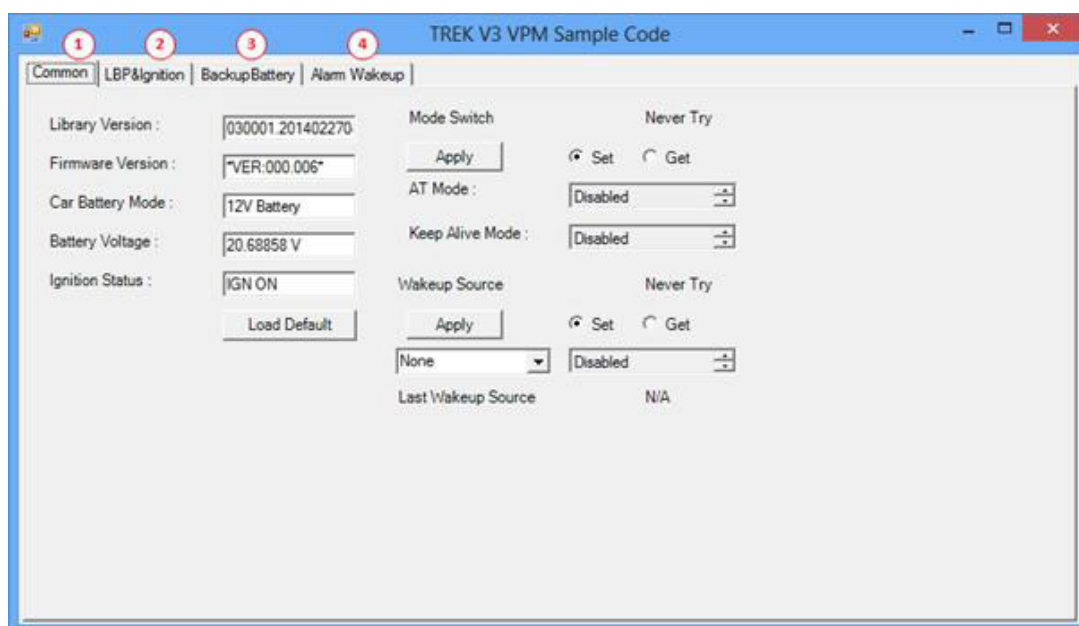 TREK V3 VPM Sample Code
1 2 3 4
Common LBP&Ignition BackupBattery Alarm Wakeup
Library Version : 030001.201402270
Firmware Version : "VER:000.006"
Car Battery Mode : 12V Battery
Battery Voltage : 20.68858 V
Ignition Status : IGN ON
Load Default
Mode Switch Never Try
Apply Set Get
AT Mode : Disabled
Keep Alive Mode : Disabled
Wakeup Source Never Try
Apply Set Get
None Disabled
Last Wakeup Source N/A